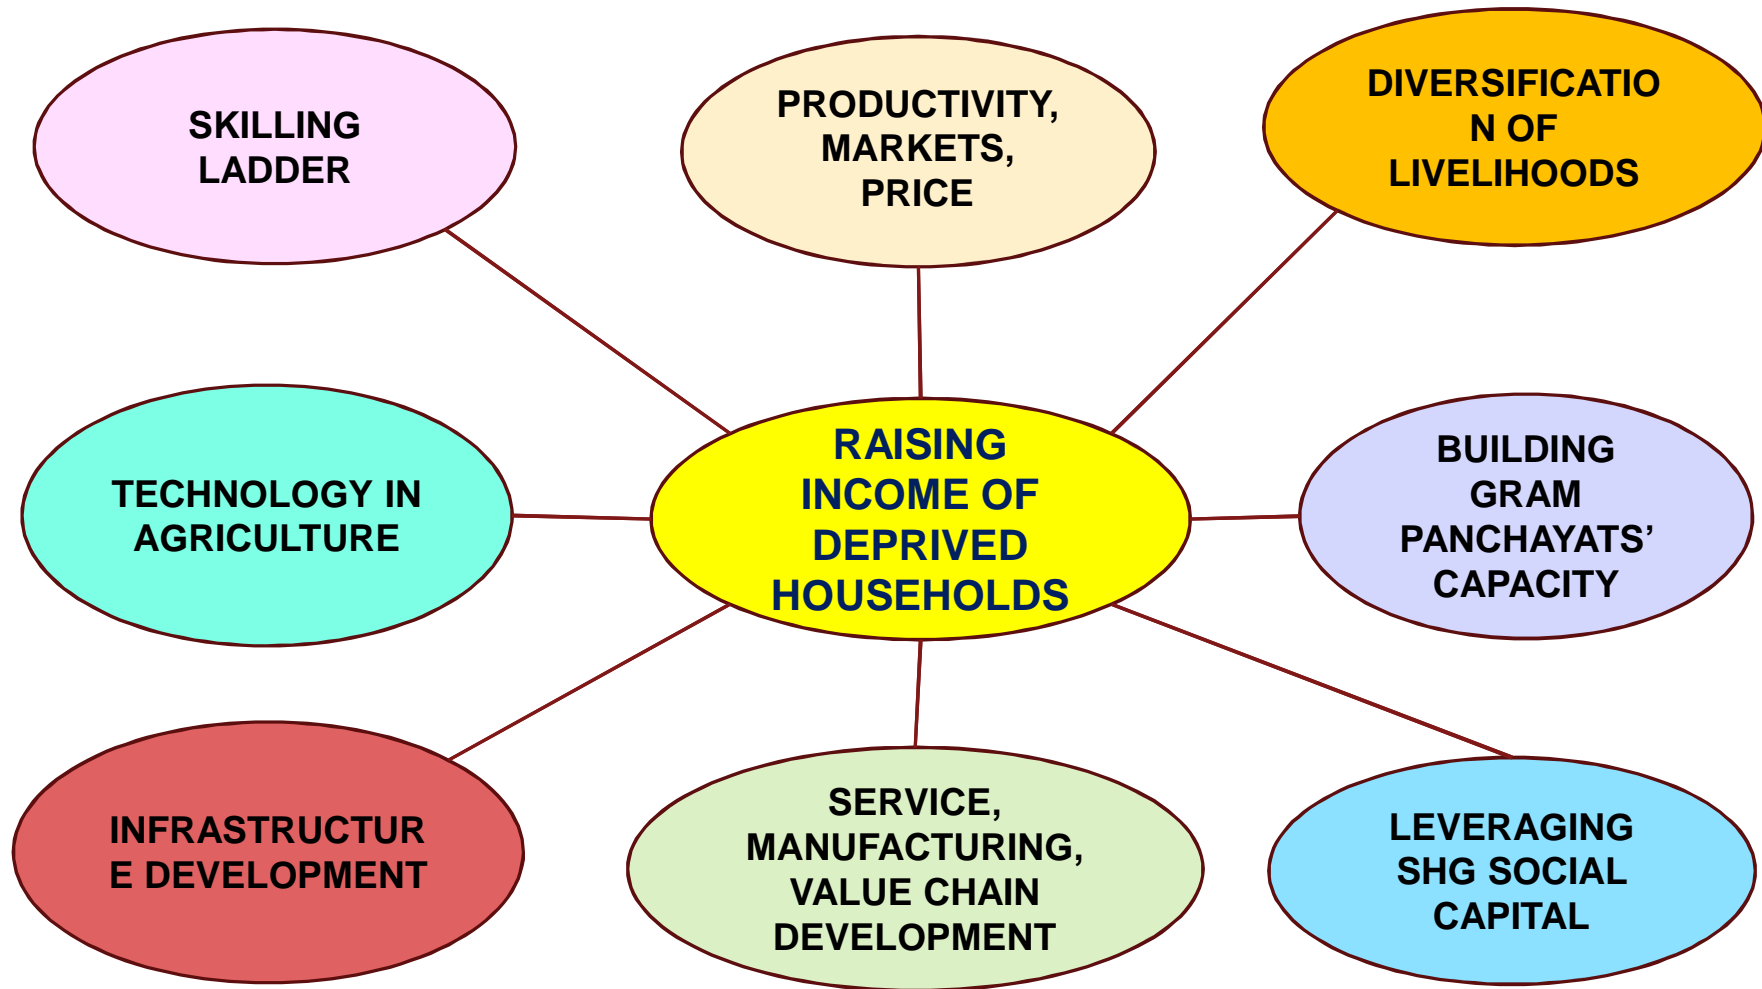 SKILLING
LADDER
PRODUCTIVITY,
MARKETS,
PRICE
DIVERSIFICATIO
N OF
LIVELIHOODS
TECHNOLOGY IN
AGRICULTURE
RAISING
INCOME OF
DEPRIVED
HOUSEHOLDS
BUILDING
GRAM
PANCHAYATS’
CAPACITY
INFRASTRUCTUR
E DEVELOPMENT
SERVICE,
MANUFACTURING,
VALUE CHAIN
DEVELOPMENT
LEVERAGING
SHG SOCIAL
CAPITAL